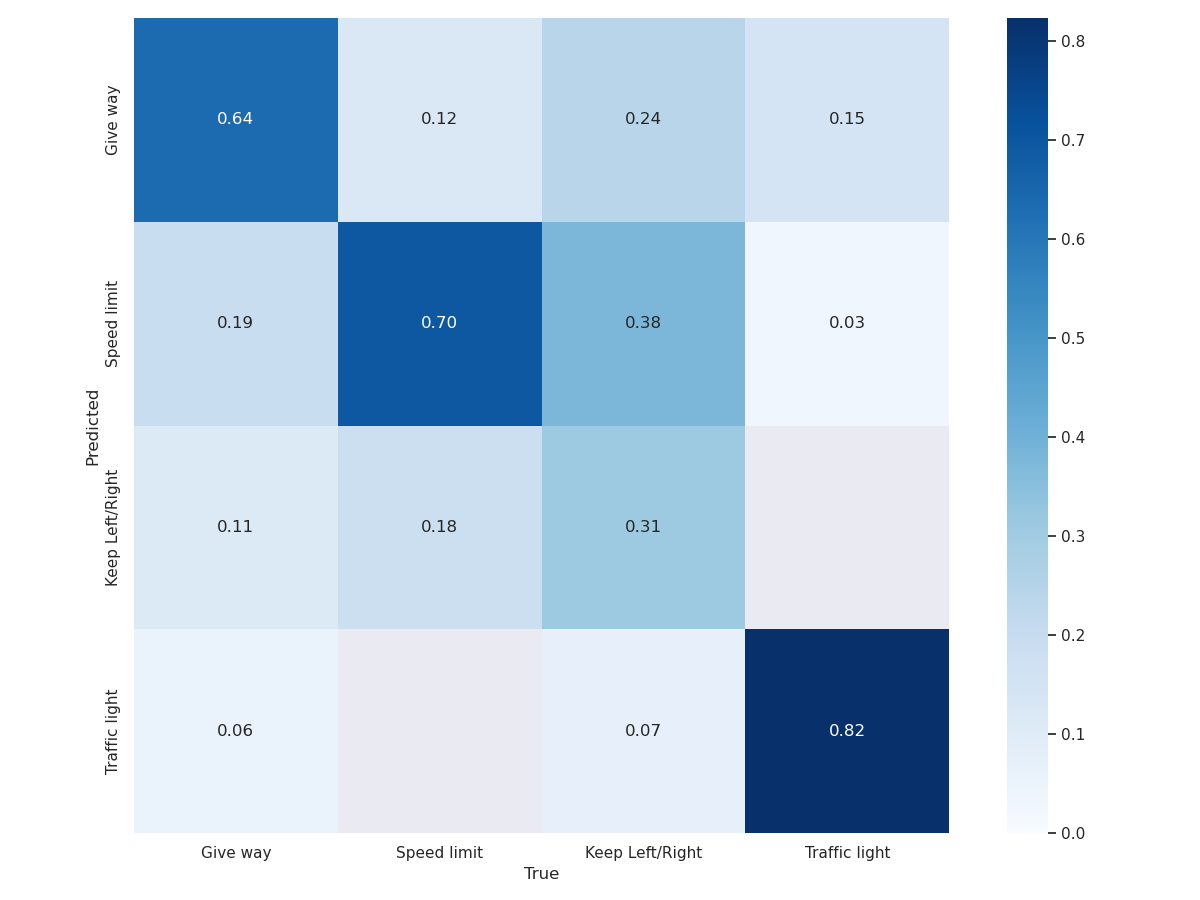 Give way
0.64
0.12
0.24
0.15
0.8
0.7
0.6
Speed limit
0.19
0.70
0.38
0.03
0.5
0.4
Predicted
Keep Left/Right
0.11
0.18
0.31
0.3
0.2
Traffic light
0.06
0.07
0.82
0.1
0.0
Give way
Speed limit
Keep Left/Right
Traffic light
True